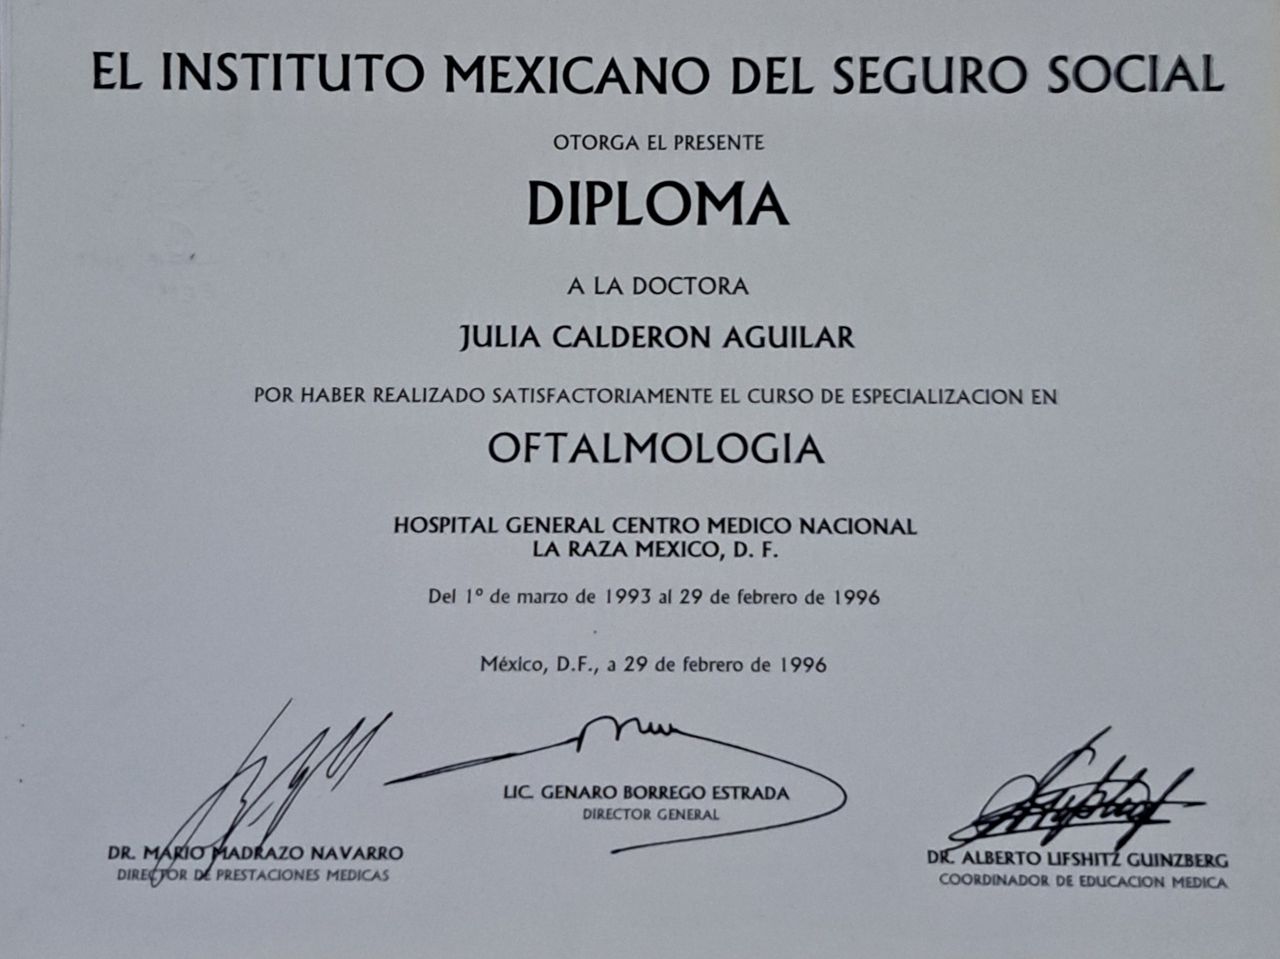 EL INSTITUTO MEXICANO DEL SEGURO SOCIAL
OTORGA EL PRESENTE
DIPLOMA
A LA DOCTORA
JULIA CALDERON AGUILAR
POR HABER REALIZADO SATISFACTORIAMENTE EL CURSO DE ESPECIALIZACION EN
OFTALMOLOGIA
HOSPITAL GENERAL CENTRO MEDICO NACIONAL
LA RAZA MEXICO, D. F.
Del 1º de marzo de 1993 al 29 de febrero de 1996
México, D.F., a 29 de febrero de 1996
LIC. GENARO BORREGO ESTRADA
DIRECTOR GENERAL
DR. MARIO MADRAZO NAVARRO
DIRECTOR DE PRESTACIONES MEDICAS
DR. ALBERTO LIFSHITZ GUINZBERG
COORDINADOR DE EDUCACION MEDICA